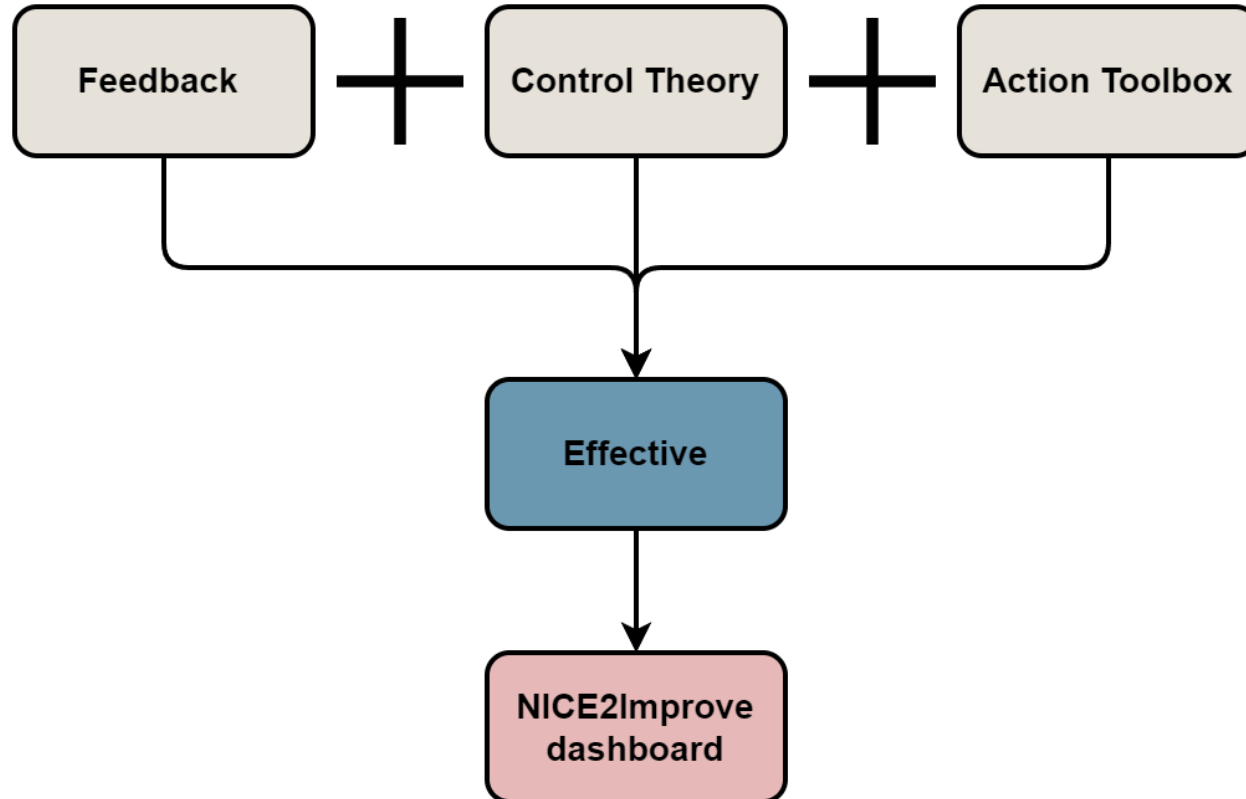 Feedback
Control Theory
Action Toolbox
Effective
NICE2Improve
dashboard